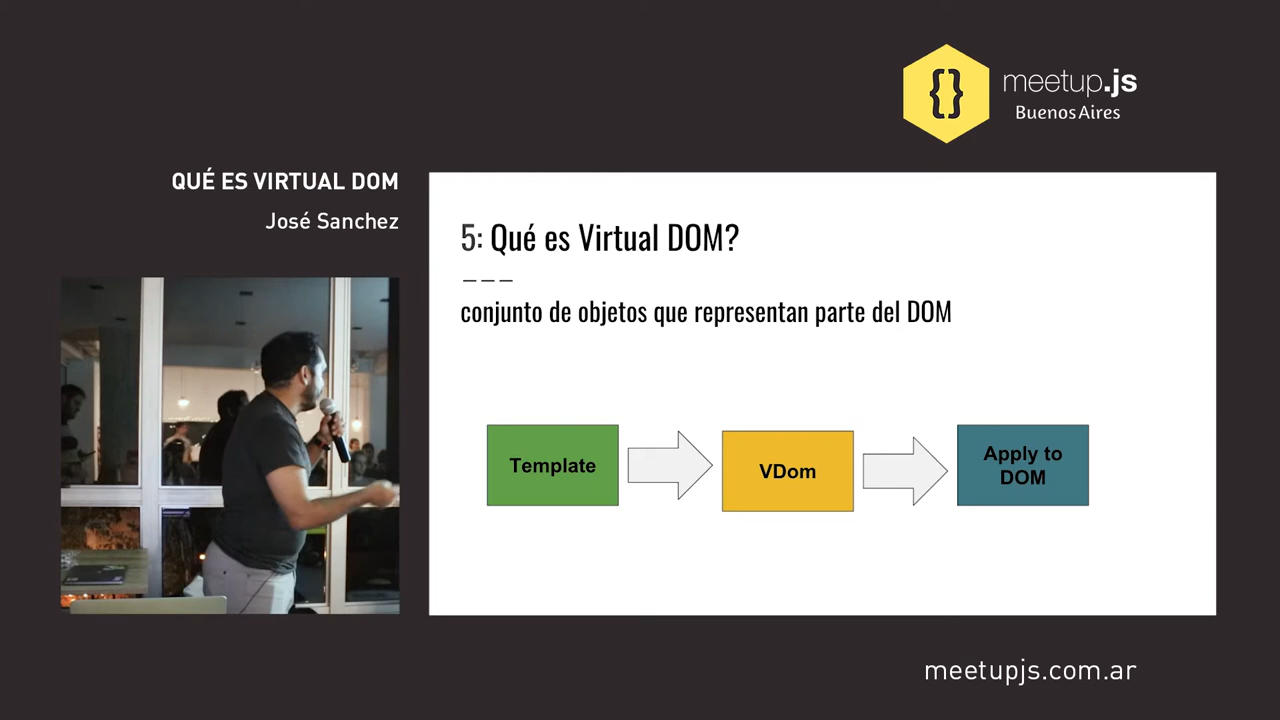 {} meetup.js
Buenos Aires
QUÉ ES VIRTUAL DOM
José Sanchez
5: Qué es Virtual DOM?
---
conjunto de objetos que representan parte del DOM
Template
VDom
Apply to
DOM
meetupjs.com.ar